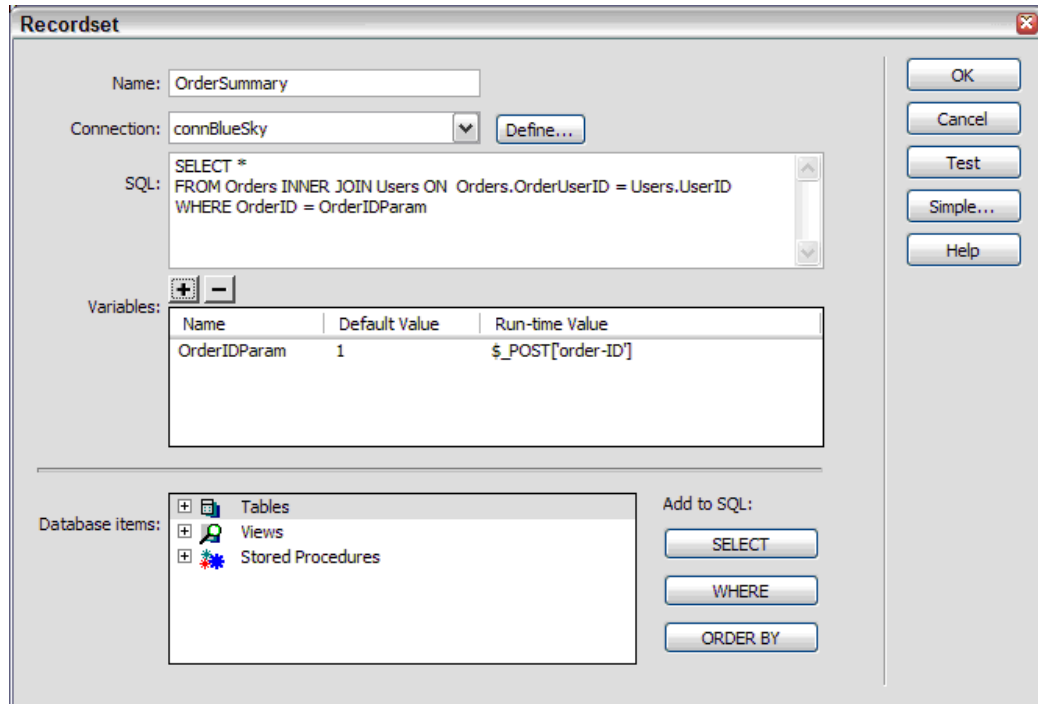 Recordset
Name: OrderSummary
Connection: connBlueSky Define...
SQL: SELECT *
FROM Orders INNER JOIN Users ON Orders.OrderUserID = Users.UserID
WHERE OrderID = OrderIDParam
Variables:
Name Default Value Run-time Value
OrderIDParam 1 $_POST['order-ID']
Database items:
Tables
Views
Stored Procedures
Add to SQL:
SELECT
WHERE
ORDER BY
OK
Cancel
Test
Simple...
Help